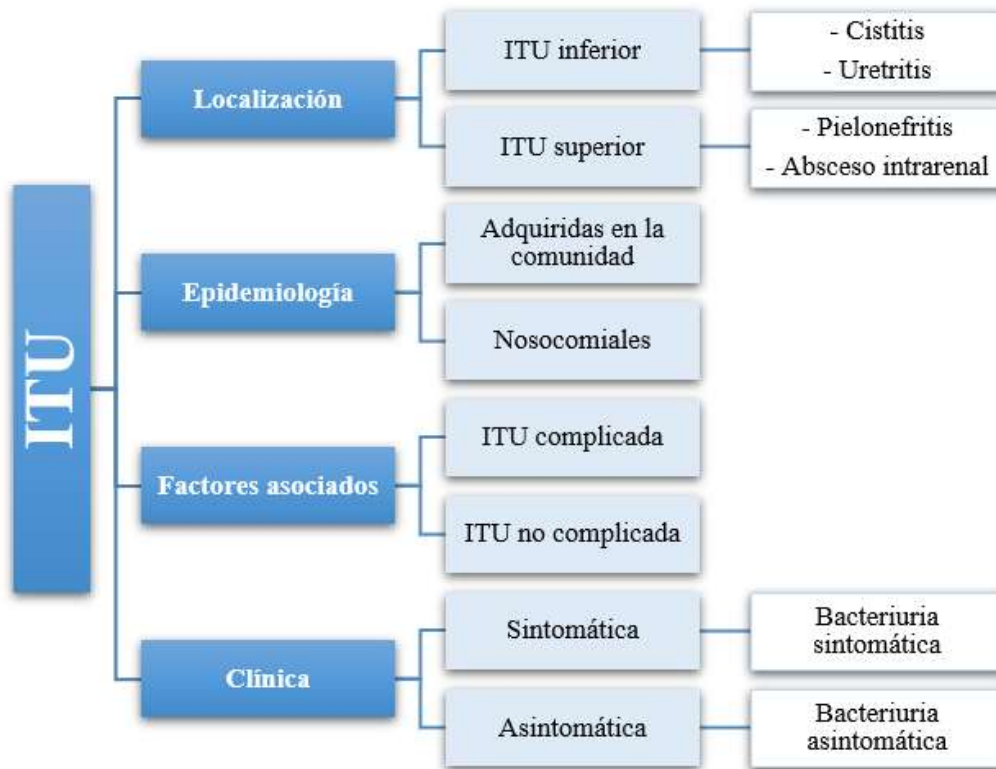 ITU
Localización
ITU inferior
- Cistitis
- Uretritis
ITU superior
- Pielonefritis
- Absceso intrarenal
Epidemiología
Adquiridas en la
comunidad
Nosocomiales
Factores asociados
ITU complicada
ITU no complicada
Clínica
Sintomática
Bacteriuria
sintomática
Asintomática
Bacteriuria
asintomática